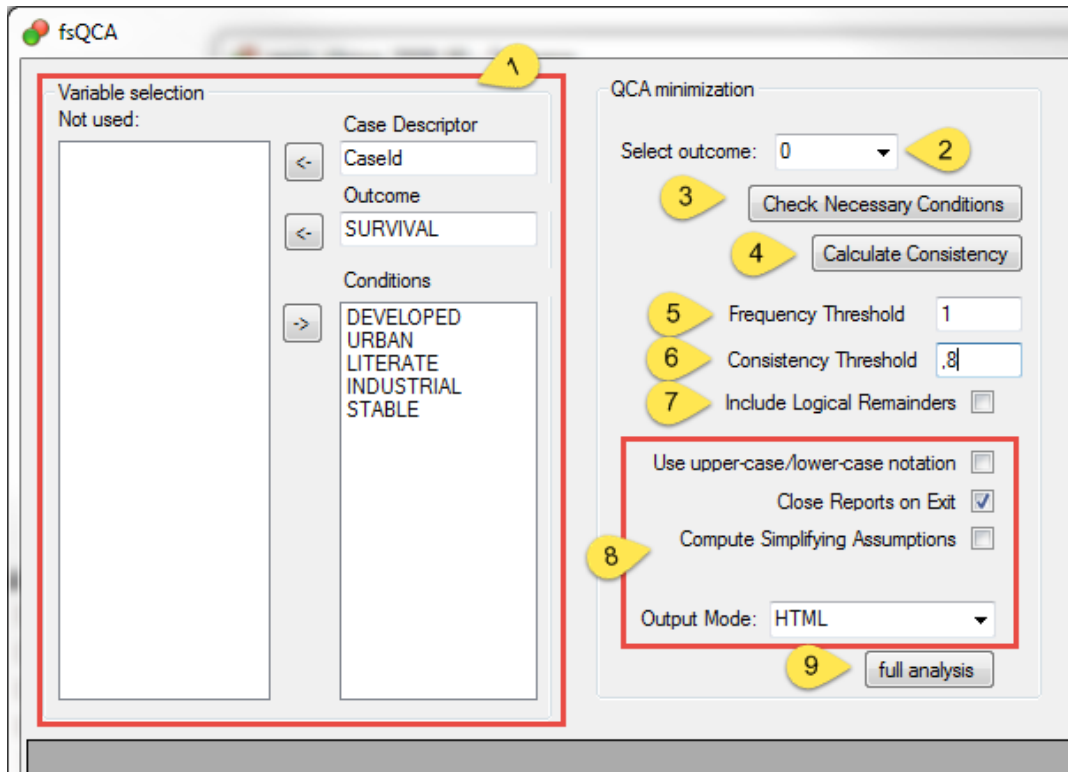 fsQCA
1
Variable selection
Not used:
Case Descriptor
<-
CaseId
Outcome
<-
SURVIVAL
Conditions
->
DEVELOPED
URBAN
LITERATE
INDUSTRIAL
STABLE
QCA minimization
Select outcome: 0 2
3 Check Necessary Conditions
4 Calculate Consistency
5 Frequency Threshold 1
6 Consistency Threshold ,8
7 Include Logical Remainders
Use upper-case/lower-case notation
Close Reports on Exit
Compute Simplifying Assumptions
8
Output Mode: HTML
9 full analysis